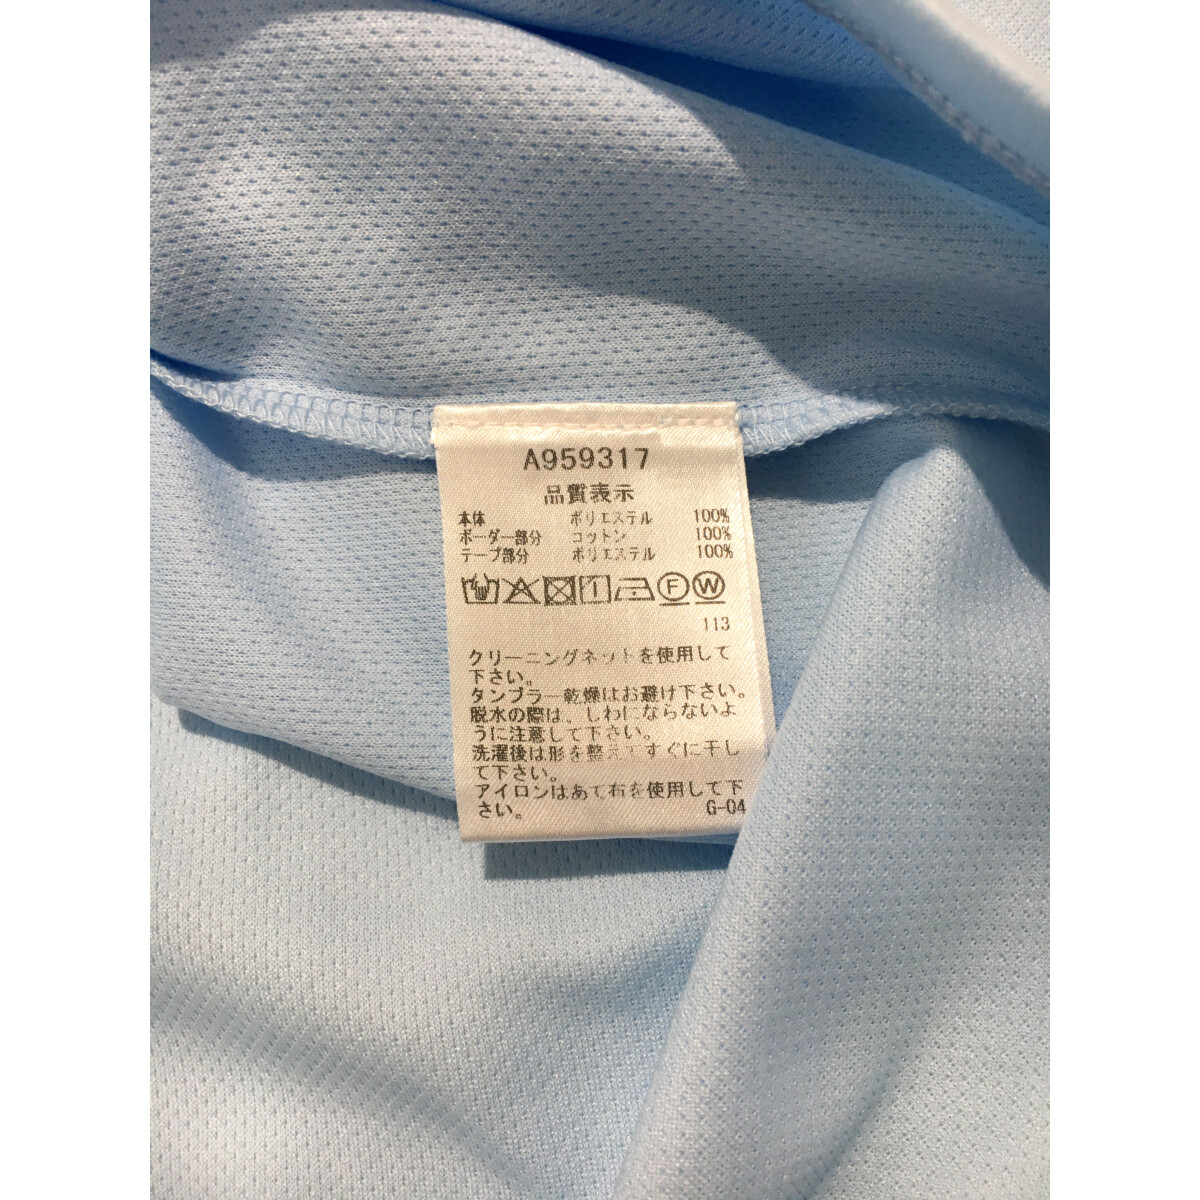 A959317
品質表示
本体 ポリエステル 100%
ボーダー部分 コットン 100%
テープ部分 ポリエステル 100%
F W
113
クリーニングネットを使用して
下さい。
タンブラー乾燥はお避け下さい。
脱水の際は、しわにならないよ
うに注意して下さい。
洗濯後は形を整えてすぐに干し
て下さい。
アイロンはあて布を使用して下
さい。 G-04